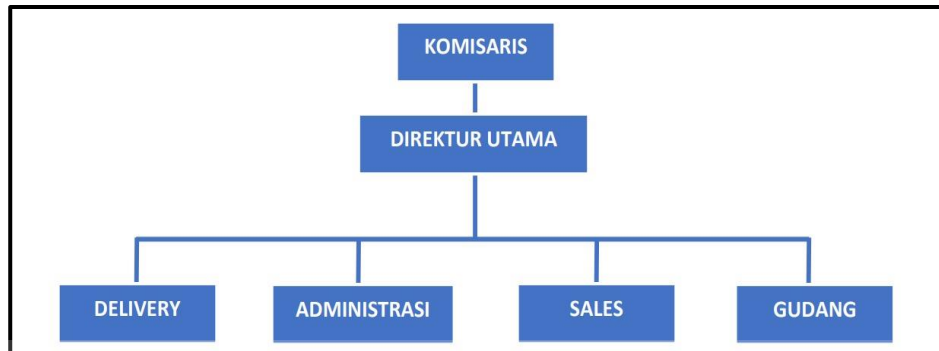 KOMISARIS
DIREKTUR UTAMA
DELIVERY
ADMINISTRASI
SALES
GUDANG